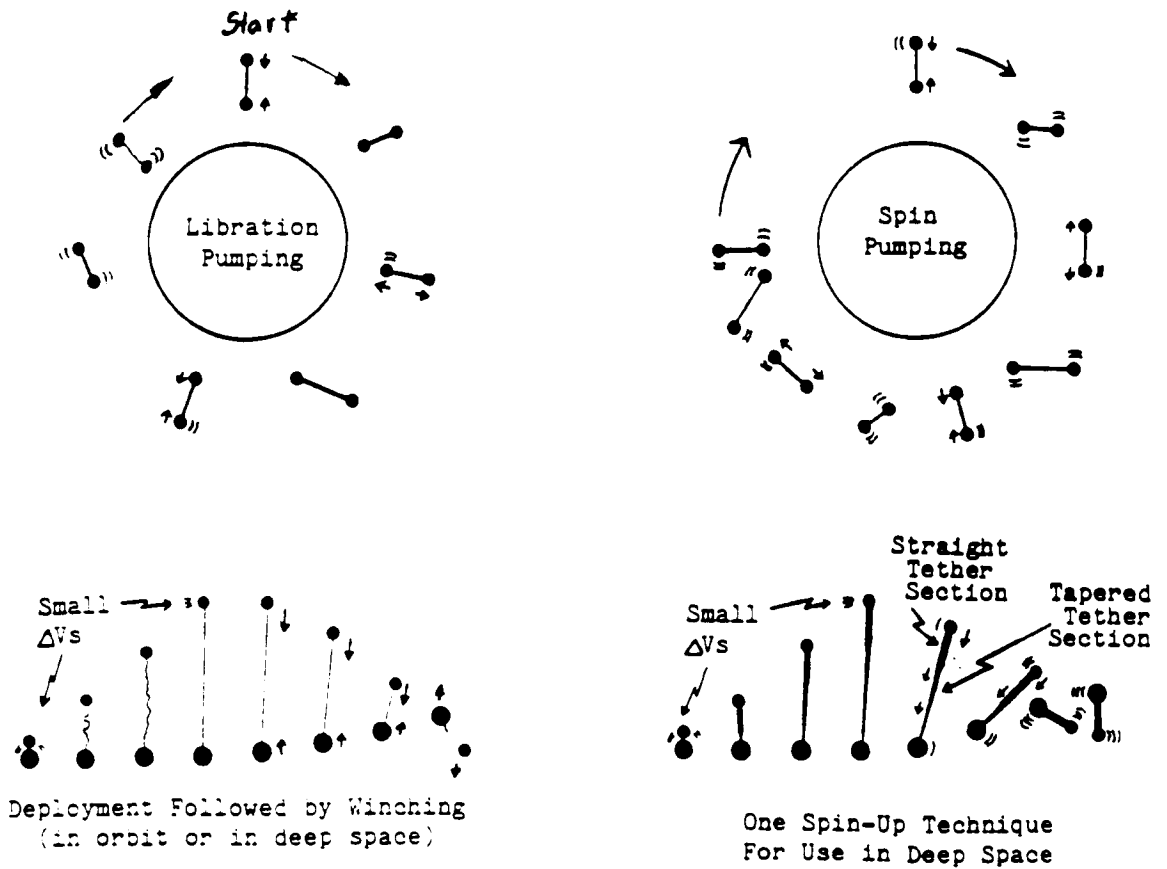 Start
Libration
Pumping
Spin
Pumping
Small
ΔVs
Deployment Followed by Winching
(in orbit or in deep space)
Straight
Tether
Section
Tapered
Tether
Section
Small
ΔVs
One Spin-Up Technique
For Use in Deep Space